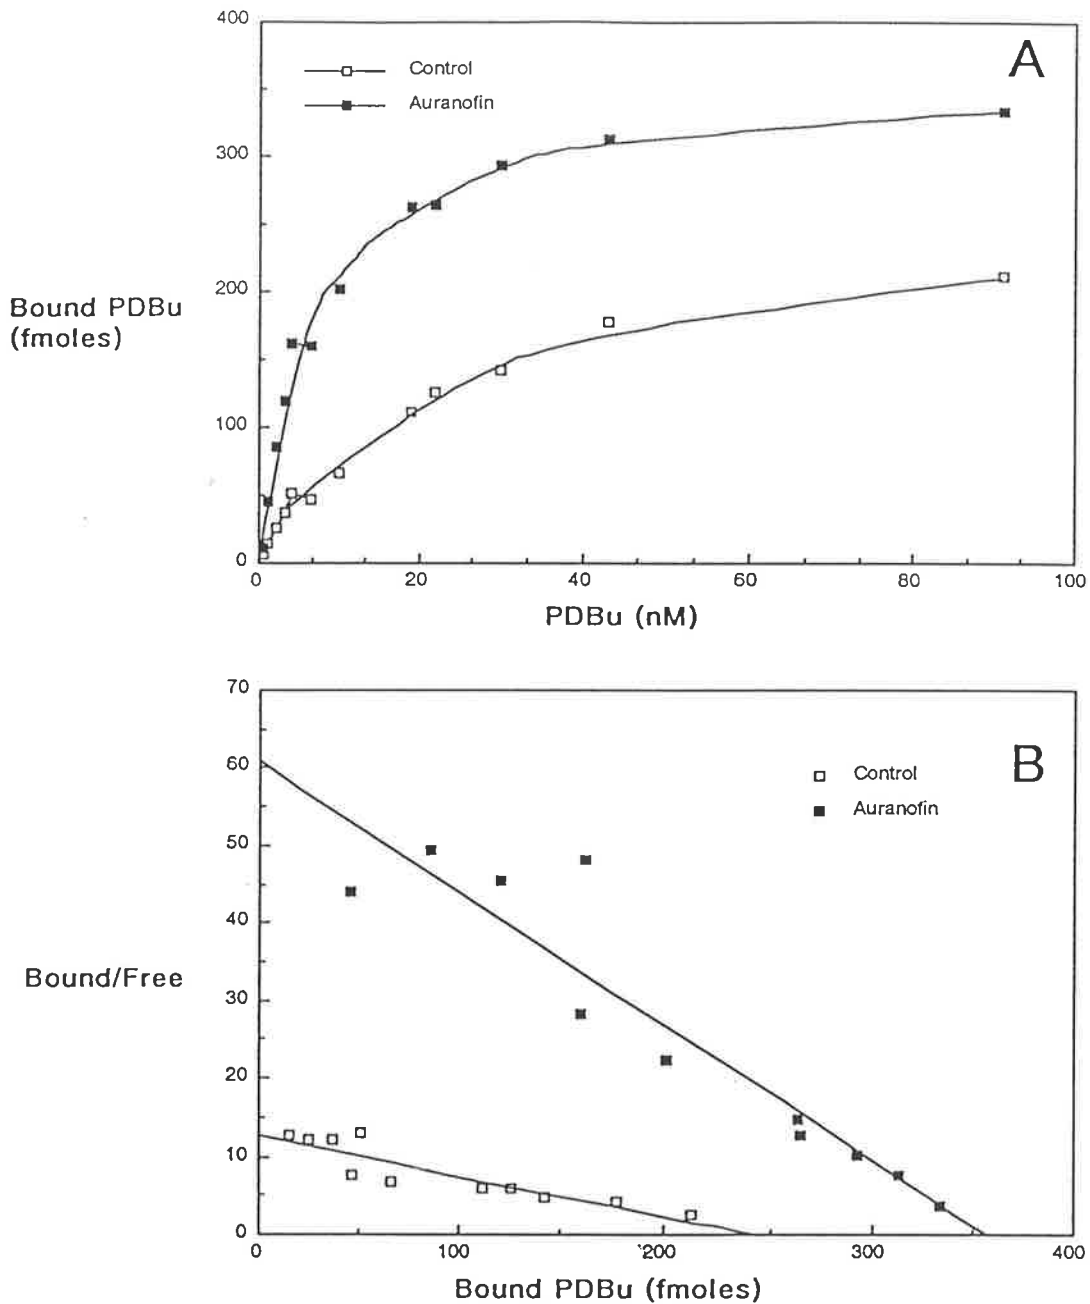 400
A
Control
Auranofin
300
200
Bound PDBu
(fmoles)
100
0
0 20 40 60 80 100
PDBu (nM)
70
60
B
Control
Auranofin
50
40
Bound/Free
30
20
10
0
0 100 200 300 400
Bound PDBu (fmoles)